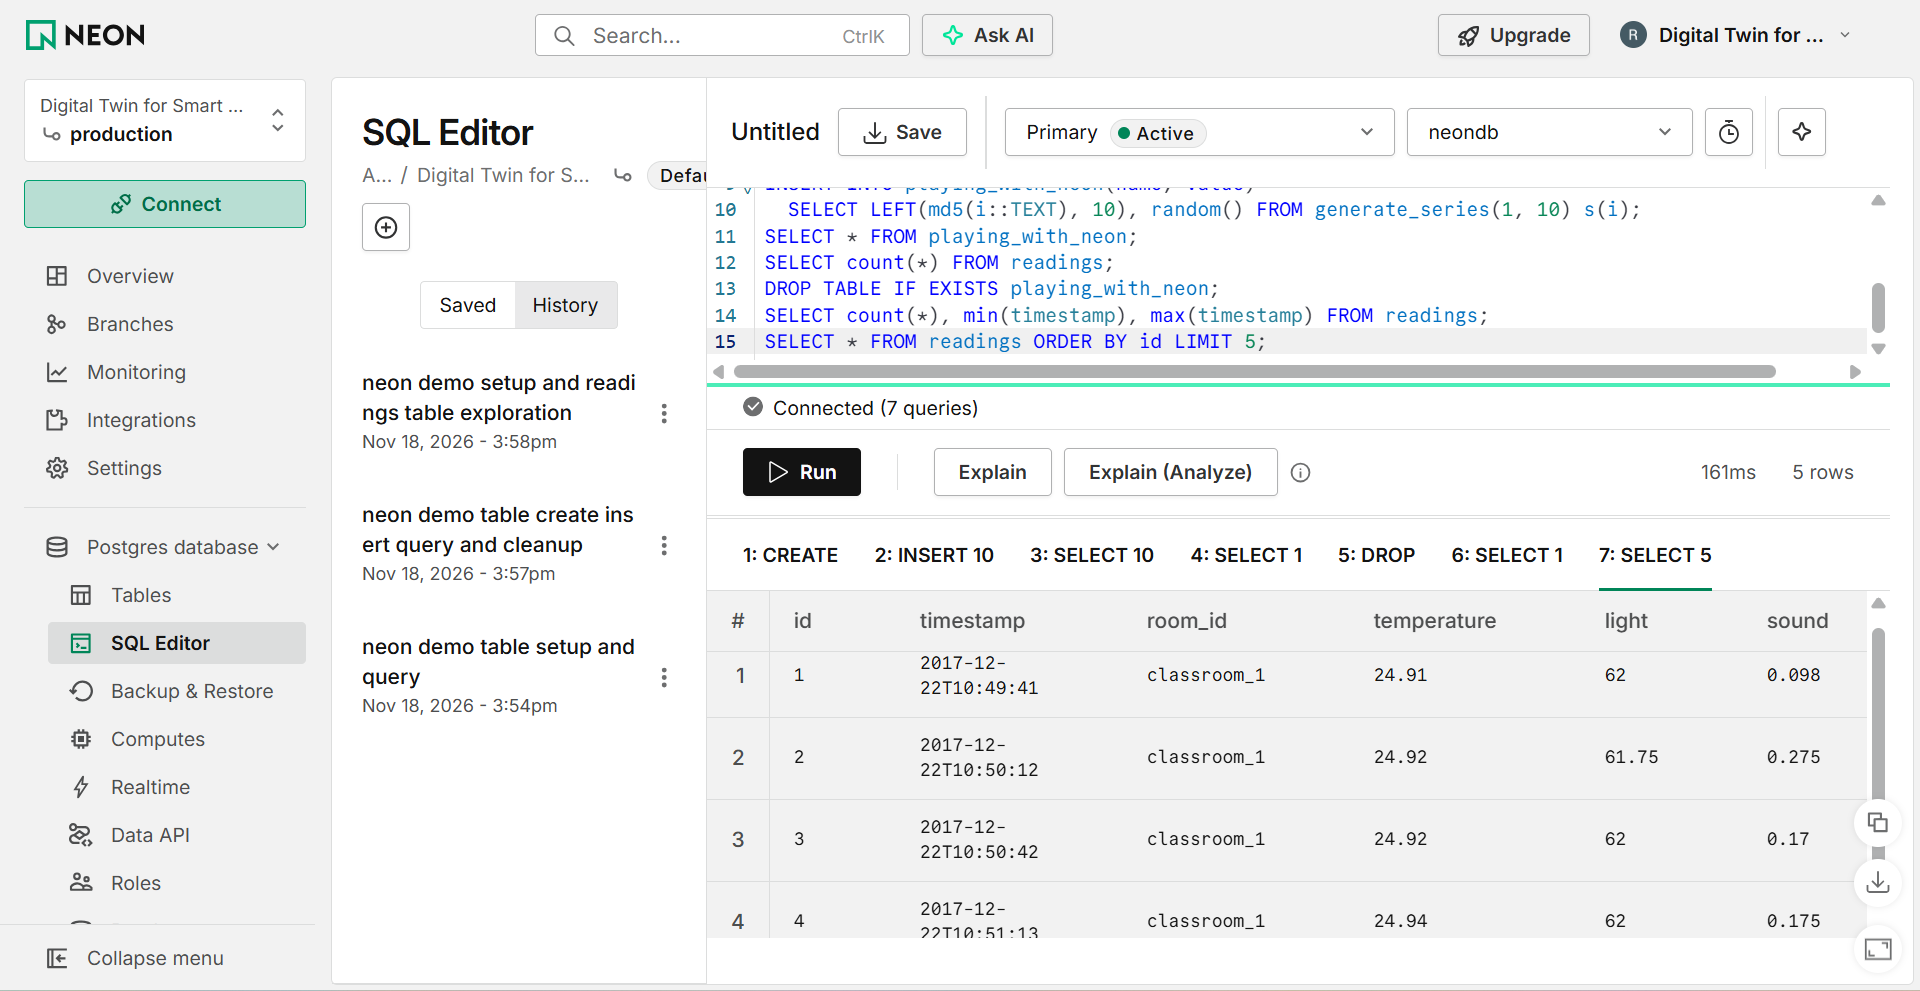 NEON
Search...
CtrlK
Ask AI
Upgrade
R
Digital Twin for ...
Digital Twin for Smart ...
production
Connect
Overview
Branches
Monitoring
Integrations
Settings
Postgres database
Tables
SQL Editor
Backup & Restore
Computes
Realtime
Data API
Roles
Collapse menu
SQL Editor
A... / Digital Twin for S...
Defau
Saved
History
neon demo setup and readi
ngs table exploration
Nov 18, 2026 - 3:58pm
neon demo table create ins
ert query and cleanup
Nov 18, 2026 - 3:57pm
neon demo table setup and
query
Nov 18, 2026 - 3:54pm
Untitled
Save
Primary
Active
neondb
9 INSERT INTO playing_with_neon(name, value)
10 SELECT LEFT(md5(i::TEXT), 10), random() FROM generate_series(1, 10) s(i);
11 SELECT * FROM playing_with_neon;
12 SELECT count(*) FROM readings;
13 DROP TABLE IF EXISTS playing_with_neon;
14 SELECT count(*), min(timestamp), max(timestamp) FROM readings;
15 SELECT * FROM readings ORDER BY id LIMIT 5;
Connected (7 queries)
Run
Explain
Explain (Analyze)
161ms
5 rows
1: CREATE 2: INSERT 10 3: SELECT 10 4: SELECT 1 5: DROP 6: SELECT 1 7: SELECT 5
# id timestamp room_id temperature light sound
1 1 2017-12-22T10:49:41 classroom_1 24.91 62 0.098
2 2 2017-12-22T10:50:12 classroom_1 24.92 61.75 0.275
3 3 2017-12-22T10:50:42 classroom_1 24.92 62 0.17
4 4 2017-12-22T10:51:13 classroom_1 24.94 62 0.175